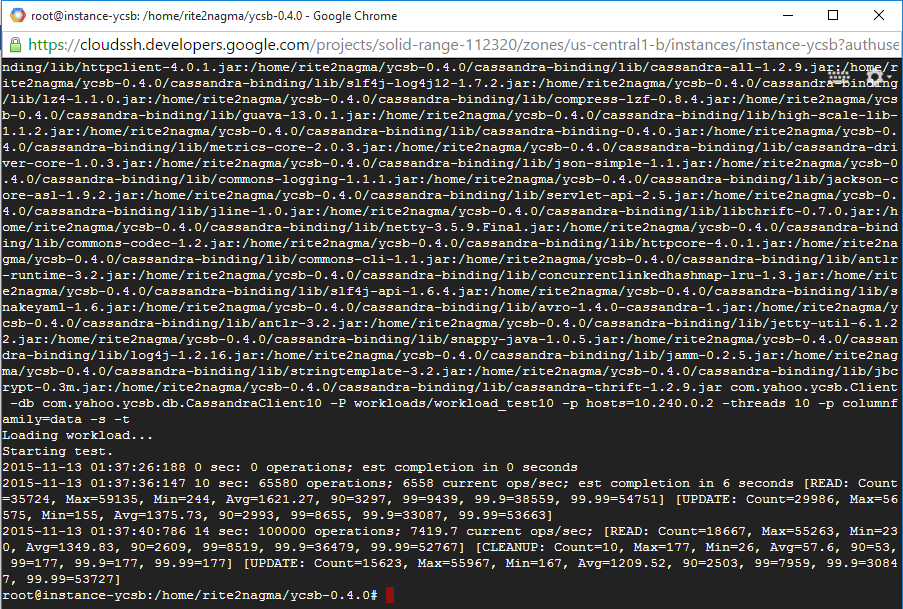 root@instance-ycsb: /home/rite2nagma/ycsb-0.4.0 - Google Chrome
https://cloudssh.developers.google.com/projects/solid-range-112320/zones/us-central1-b/instances/instance-ycsb?authuse
nding/lib/httpclient-4.0.1.jar:/home/rite2nagma/ycsb-0.4.0/cassandra-binding/lib/cassandra-all-1.2.9.jar:/home/r
ite2nagma/ycsb-0.4.0/cassandra-binding/lib/slf4j-log4j12-1.7.2.jar:/home/rite2nagma/ycsb-0.4.0/cassandra-binding
/lib/lz4-1.1.0.jar:/home/rite2nagma/ycsb-0.4.0/cassandra-binding/lib/compress-lzf-0.8.4.jar:/home/rite2nagma/ycs
b-0.4.0/cassandra-binding/lib/guava-13.0.1.jar:/home/rite2nagma/ycsb-0.4.0/cassandra-binding/lib/high-scale-lib-
1.1.2.jar:/home/rite2nagma/ycsb-0.4.0/cassandra-binding/lib/cassandra-binding-0.4.0.jar:/home/rite2nagma/ycsb-0.
4.0/cassandra-binding/lib/metrics-core-2.0.3.jar:/home/rite2nagma/ycsb-0.4.0/cassandra-binding/lib/cassandra-dri
ver-core-1.0.3.jar:/home/rite2nagma/ycsb-0.4.0/cassandra-binding/lib/json-simple-1.1.jar:/home/rite2nagma/ycsb-0
.4.0/cassandra-binding/lib/commons-logging-1.1.1.jar:/home/rite2nagma/ycsb-0.4.0/cassandra-binding/lib/jackson-c
ore-asl-1.9.2.jar:/home/rite2nagma/ycsb-0.4.0/cassandra-binding/lib/servlet-api-2.5.jar:/home/rite2nagma/ycsb-0.
4.0/cassandra-binding/lib/jline-1.0.jar:/home/rite2nagma/ycsb-0.4.0/cassandra-binding/lib/libthrift-0.7.0.jar:/h
ome/rite2nagma/ycsb-0.4.0/cassandra-binding/lib/netty-3.5.9.Final.jar:/home/rite2nagma/ycsb-0.4.0/cassandra-bind
ing/lib/commons-codec-1.2.jar:/home/rite2nagma/ycsb-0.4.0/cassandra-binding/lib/httpcore-4.0.1.jar:/home/rite2na
gma/ycsb-0.4.0/cassandra-binding/lib/commons-cli-1.1.jar:/home/rite2nagma/ycsb-0.4.0/cassandra-binding/lib/antlr
-runtime-3.2.jar:/home/rite2nagma/ycsb-0.4.0/cassandra-binding/lib/concurrentlinkedhashmap-lru-1.3.jar:/home/rit
e2nagma/ycsb-0.4.0/cassandra-binding/lib/slf4j-api-1.6.4.jar:/home/rite2nagma/ycsb-0.4.0/cassandra-binding/lib/s
nakeyaml-1.6.jar:/home/rite2nagma/ycsb-0.4.0/cassandra-binding/lib/avro-1.4.0-cassandra-1.jar:/home/rite2nagma/y
csb-0.4.0/cassandra-binding/lib/antlr-3.2.jar:/home/rite2nagma/ycsb-0.4.0/cassandra-binding/lib/jetty-util-6.1.2
2.jar:/home/rite2nagma/ycsb-0.4.0/cassandra-binding/lib/snappy-java-1.0.5.jar:/home/rite2nagma/ycsb-0.4.0/cassan
dra-binding/lib/log4j-1.2.16.jar:/home/rite2nagma/ycsb-0.4.0/cassandra-binding/lib/jamm-0.2.5.jar:/home/rite2nag
ma/ycsb-0.4.0/cassandra-binding/lib/stringtemplate-3.2.jar:/home/rite2nagma/ycsb-0.4.0/cassandra-binding/lib/jbc
rypt-0.3m.jar:/home/rite2nagma/ycsb-0.4.0/cassandra-binding/lib/cassandra-thrift-1.2.9.jar com.yahoo.ycsb.Client
-db com.yahoo.ycsb.db.CassandraClient10 -P workloads/workload_test10 -p hosts=10.240.0.2 -threads 10 -p columnf
amily=data -s -t
Loading workload...
Starting test.
2015-11-13 01:37:26:188 0 sec: 0 operations; est completion in 0 seconds
2015-11-13 01:37:36:147 10 sec: 65580 operations; 6558 current ops/sec; est completion in 6 seconds [READ: Count
=35724, Max=59135, Min=244, Avg=1621.27, 90=3297, 99=9439, 99.9=38559, 99.99=54751] [UPDATE: Count=29986, Max=56
575, Min=155, Avg=1375.73, 90=2993, 99=8655, 99.9=33087, 99.99=53663]
2015-11-13 01:37:40:786 14 sec: 100000 operations; 7419.7 current ops/sec; [READ: Count=18667, Max=55263, Min=23
0, Avg=1349.83, 90=2609, 99=8519, 99.9=36479, 99.99=52767] [CLEANUP: Count=10, Max=177, Min=26, Avg=57.6, 90=53,
99=177, 99.9=177, 99.99=177] [UPDATE: Count=15623, Max=55967, Min=167, Avg=1209.52, 90=2503, 99=7959, 99.9=3084
7, 99.99=53727]
root@instance-ycsb:/home/rite2nagma/ycsb-0.4.0#